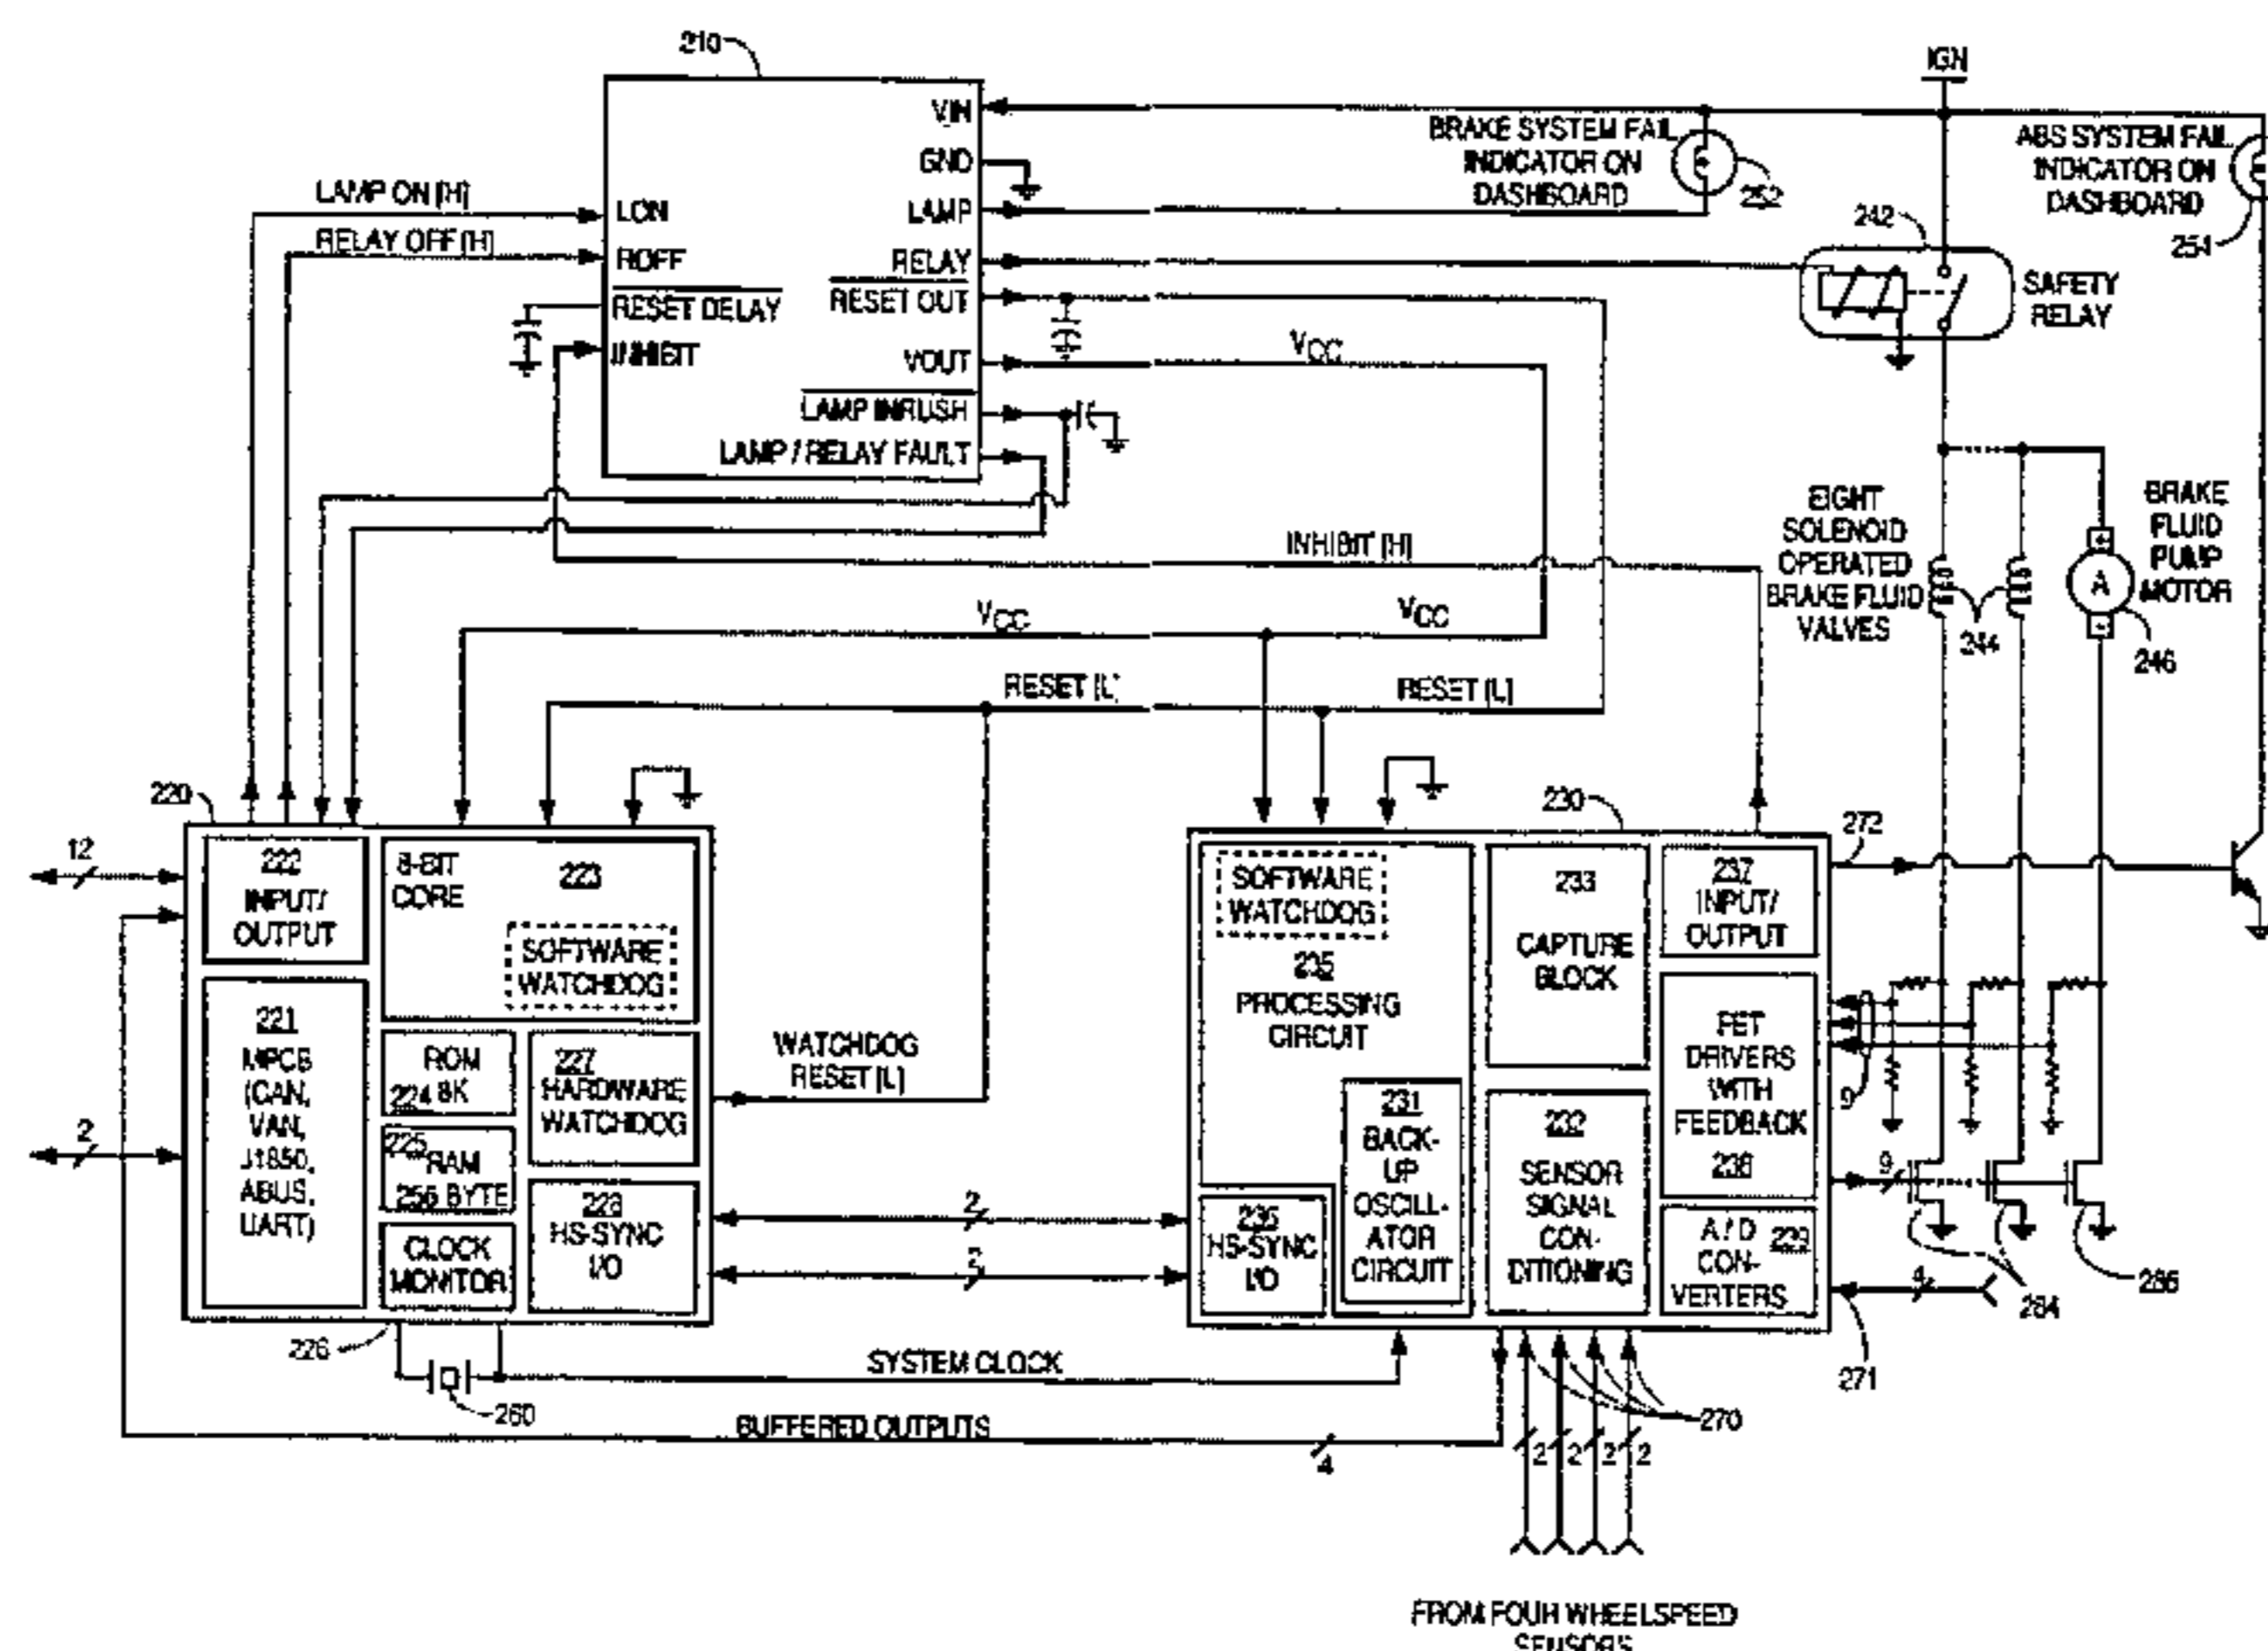 210
IGN
VIN
BRAKE SYSTEM FAIL
INDICATOR ON
DASHBOARD
252
ABS SYSTEM FAIL
INDICATOR ON
DASHBOARD
254
GND
LAMP ON [H]
LON
LAMP
242
RELAY OFF [H]
ROFF
RELAY
SAFETY
RELAY
RESET DELAY
RESET OUT
INHIBIT
VOUT
VCC
LAMP INRUSH
LAMP / RELAY FAULT
EIGHT
SOLENOID
OPERATED
BRAKE FLUID
VALVES
244
BRAKE
FLUID
PUMP
MOTOR
A
246
INHIBIT [H]
VCC
VCC
RESET [L]
RESET [L]
220
12
222
INPUT/
OUTPUT
8-BIT
CORE
223
SOFTWARE
WATCHDOG
221
MPCB
(CAN,
VAN,
J1850,
ABUS,
UART)
2
ROM
224 8K
225
RAM
256 BYTE
CLOCK
MONITOR
227
HARDWARE
WATCHDOG
228
HS-SYNC
I/O
WATCHDOG
RESET [L]
2
2
226
260
SYSTEM CLOCK
BUFFERED OUTPUTS
4
230
SOFTWARE
WATCHDOG
235
PROCESSING
CIRCUIT
231
BACK-
UP
OSCILL-
ATOR
CIRCUIT
236
HS-SYNC
I/O
233
CAPTURE
BLOCK
232
SENSOR
SIGNAL
CON-
DITIONING
237
INPUT/
OUTPUT
FET
DRIVERS
WITH
FEEDBACK
238
A / D
CON-
VERTERS
239
272
9
9
4
271
284
286
270
2
2
2
2
FROM FOUR WHEELSPEED
SENSORS